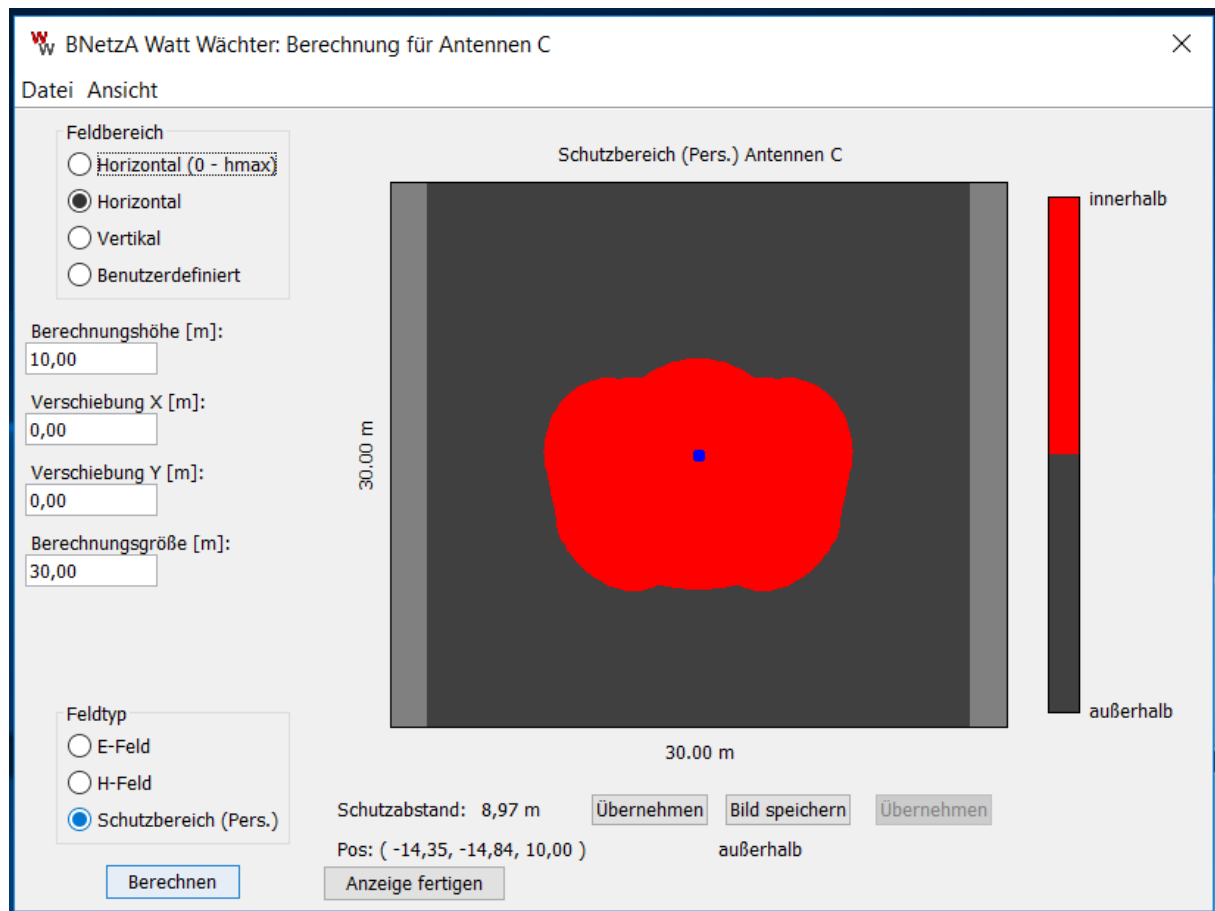 BNetzA Watt Wächter: Berechnung für Antennen C
Datei Ansicht
Feldbereich
Horizontal (0 - hmax)
Horizontal
Vertikal
Benutzerdefiniert
Berechnungshöhe [m]:
10,00
Verschiebung X [m]:
0,00
Verschiebung Y [m]:
0,00
Berechnungsgröße [m]:
30,00
Feldtyp
E-Feld
H-Feld
Schutzbereich (Pers.)
Berechnen
Schutzbereich (Pers.) Antennen C
30.00 m
30.00 m
innerhalb
außerhalb
Schutzabstand: 8,97 m Übernehmen Bild speichern Übernehmen
Pos: ( -14,35, -14,84, 10,00 ) außerhalb
Anzeige fertigen